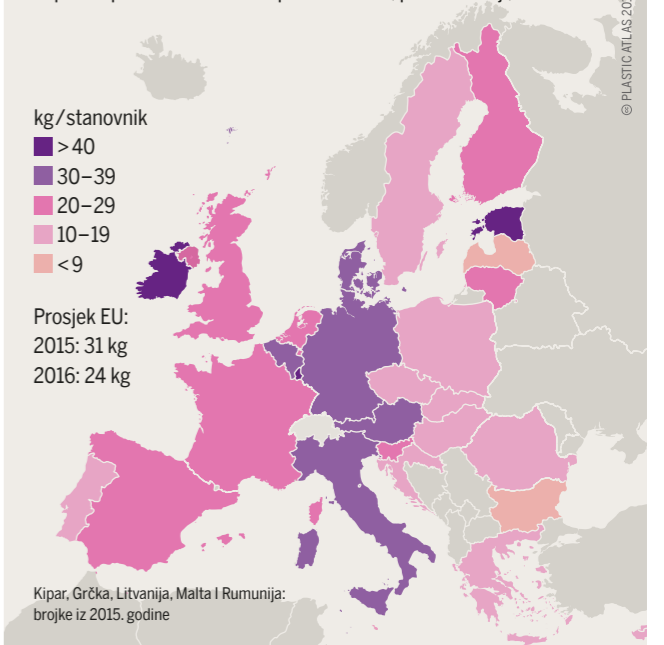 kg/stanovnik
>40
30–39
20–29
10–19
<9
Prosjek EU:
2015: 31 kg
2016: 24 kg
Kipar, Grčka, Litvanija, Malta I Rumunija:
brojke iz 2015. godine
PLASTIC ATLAS